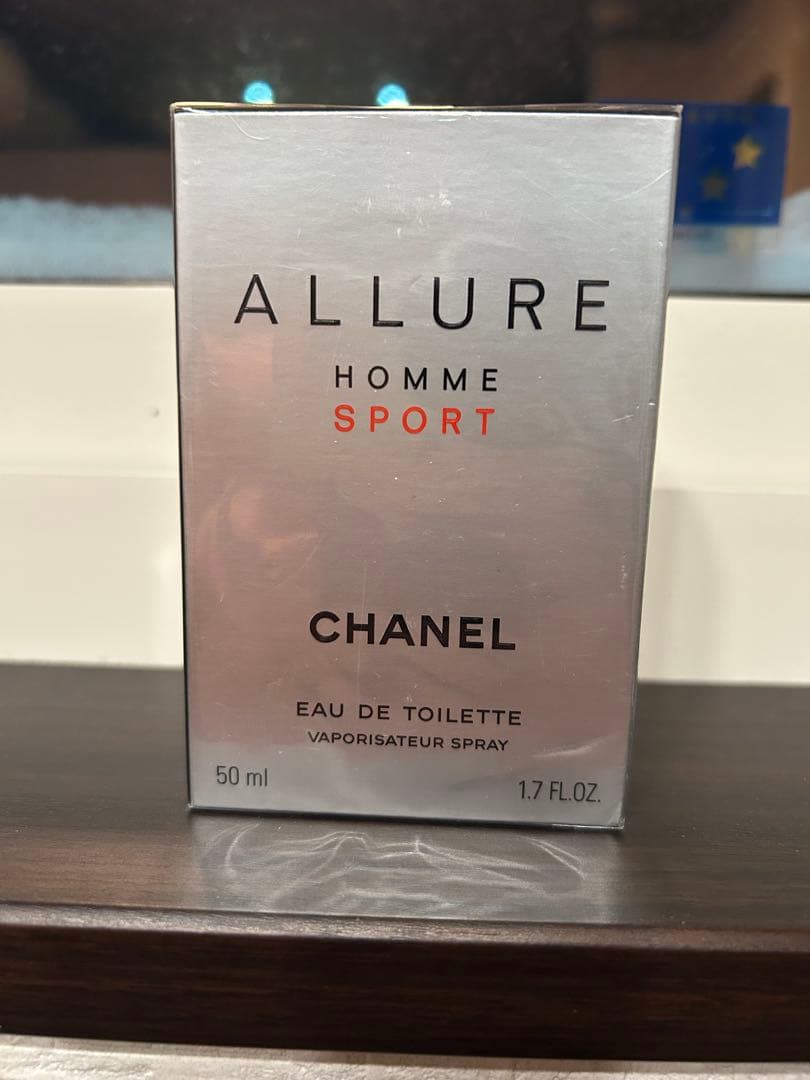 ALLURE
HOMME
SPORT
CHANEL
EAU DE TOILETTE
VAPORISATEUR SPRAY
50 ml
1.7 FL.OZ.